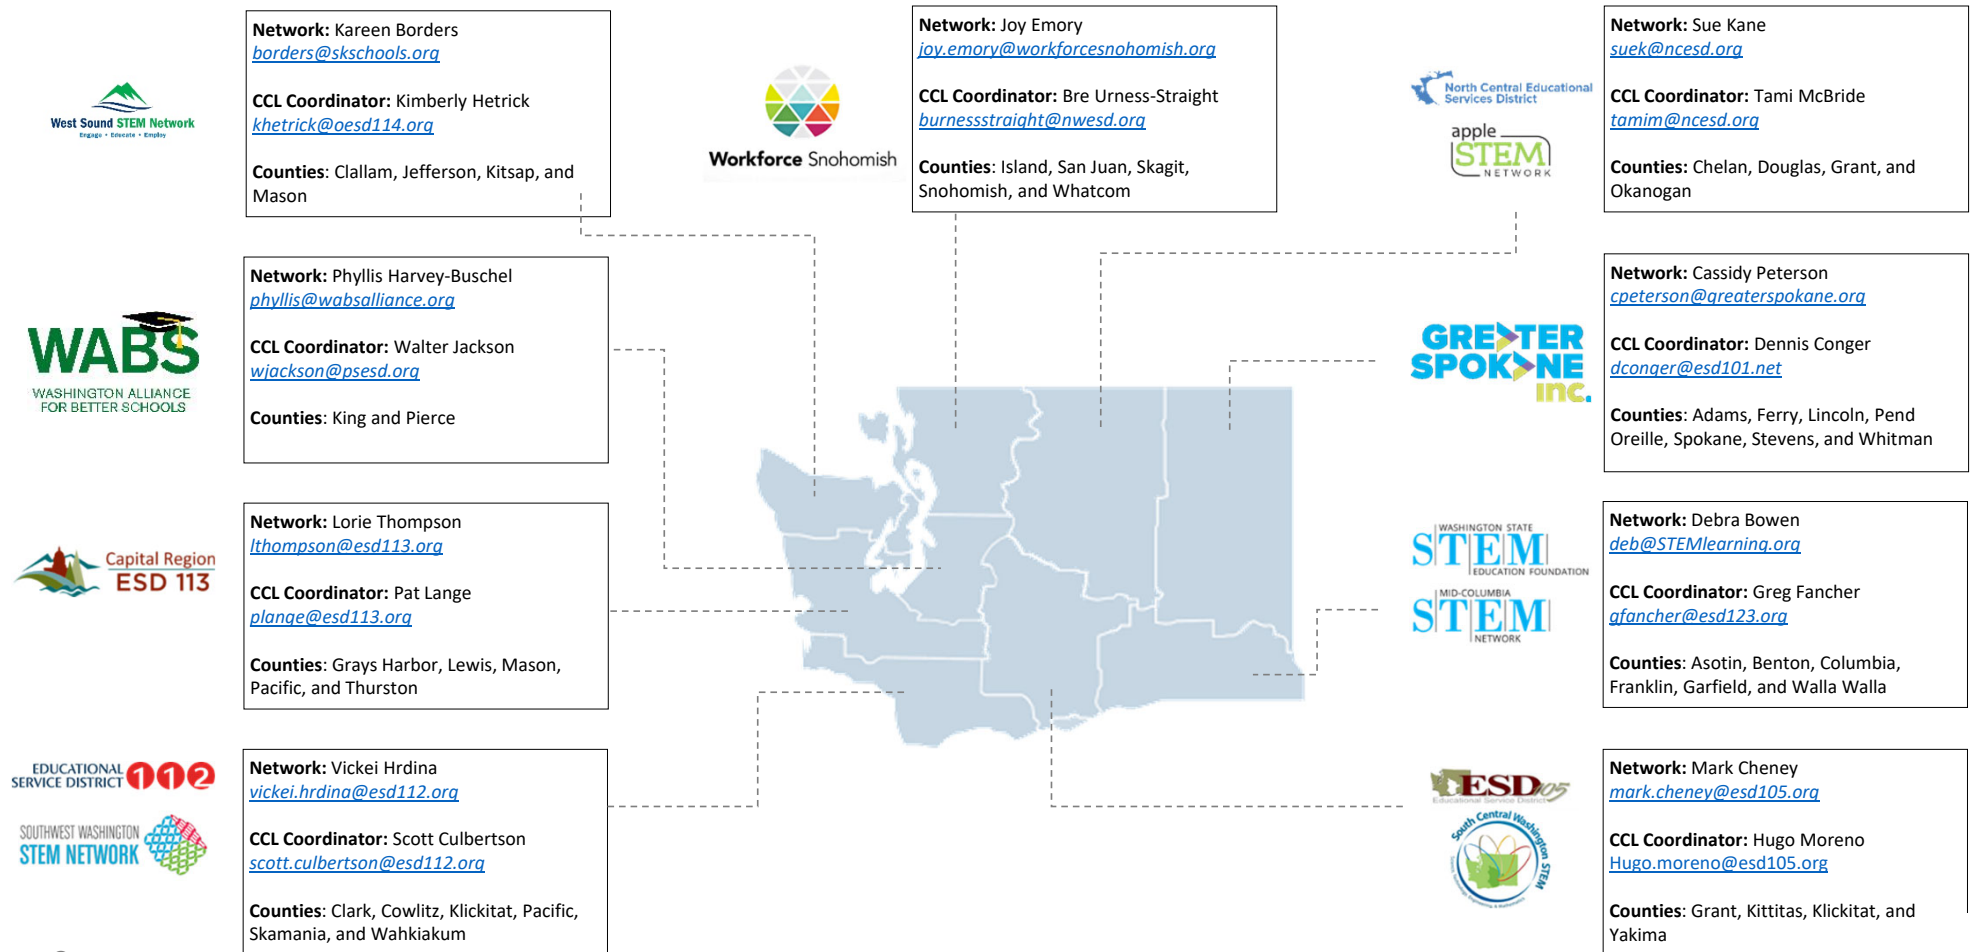 West Sound STEM Network
Engage • Educate • Employ
Network: Kareen Borders
borders@skschools.org
CCL Coordinator: Kimberly Hetrick
khetrick@oesd114.org
Counties: Clallam, Jefferson, Kitsap, and
Mason
Workforce Snohomish
Network: Joy Emory
joy.emory@workforcesnohomish.org
CCL Coordinator: Bre Urness-Straight
burnessstraight@nwesd.org
Counties: Island, San Juan, Skagit,
Snohomish, and Whatcom
North Central Educational
Services District
apple
STEM
NETWORK
Network: Sue Kane
suek@ncesd.org
CCL Coordinator: Tami McBride
tamim@ncesd.org
Counties: Chelan, Douglas, Grant, and
Okanogan
WABS
WASHINGTON ALLIANCE
FOR BETTER SCHOOLS
Network: Phyllis Harvey-Buschel
phyllis@wabsalliance.org
CCL Coordinator: Walter Jackson
wjackson@psesd.org
Counties: King and Pierce
GREATER
SPOKANE
INC.
Network: Cassidy Peterson
cpeterson@greaterspokane.org
CCL Coordinator: Dennis Conger
dconger@esd101.net
Counties: Adams, Ferry, Lincoln, Pend
Oreille, Spokane, Stevens, and Whitman
Capital Region
ESD 113
Network: Lorie Thompson
lthompson@esd113.org
CCL Coordinator: Pat Lange
plange@esd113.org
Counties: Grays Harbor, Lewis, Mason,
Pacific, and Thurston
WASHINGTON STATE
STEM
EDUCATION FOUNDATION
MID-COLUMBIA
STEM
NETWORK
Network: Debra Bowen
deb@STEMlearning.org
CCL Coordinator: Greg Fancher
gfancher@esd123.org
Counties: Asotin, Benton, Columbia,
Franklin, Garfield, and Walla Walla
EDUCATIONAL
SERVICE DISTRICT 112
SOUTHWEST WASHINGTON
STEM NETWORK
Network: Vickei Hrdina
vickei.hrdina@esd112.org
CCL Coordinator: Scott Culbertson
scott.culbertson@esd112.org
Counties: Clark, Cowlitz, Klickitat, Pacific,
Skamania, and Wahkiakum
ESD 105
Educational Service District
South Central Washington STEM
Network: Mark Cheney
mark.cheney@esd105.org
CCL Coordinator: Hugo Moreno
Hugo.moreno@esd105.org
Counties: Grant, Kittitas, Klickitat, and
Yakima